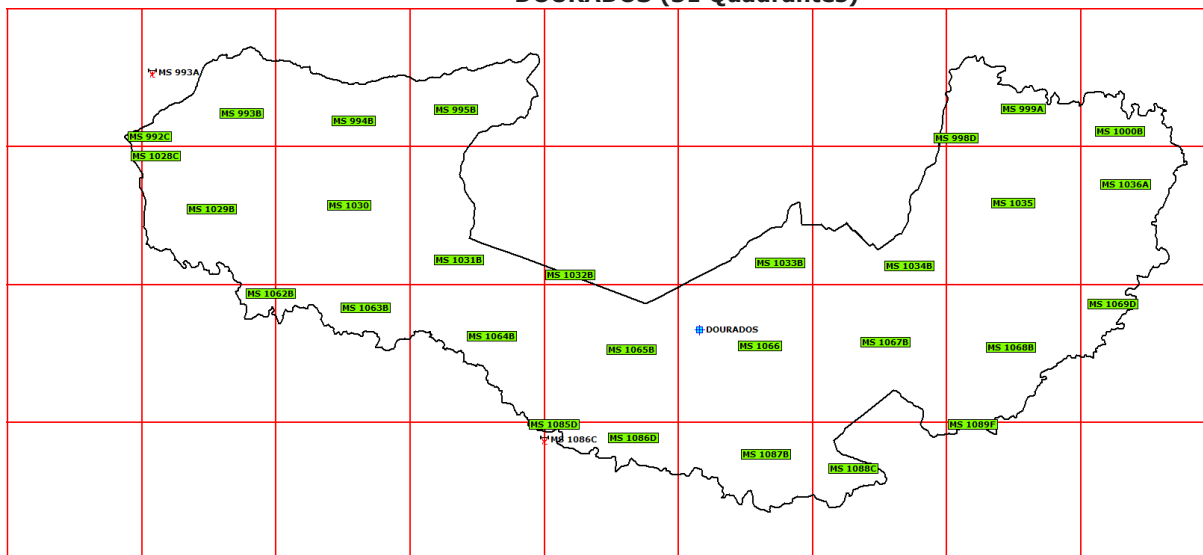 DOURADOS (31 Quadrantes)
MS 993A
MS 995B
MS 999A
MS 993B
MS 994B
MS 1000B
MS 992C
MS 998D
MS 1028C
MS 1036A
MS 1030
MS 1035
MS 1029B
MS 1031B
MS 1033B
MS 1034B
MS 1032B
MS 1062B
MS 1069D
MS 1063B
DOURADOS
MS 1064B
MS 1067B
MS 1066
MS 1068B
MS 1065B
MS 1085D
MS 1089F
MS 1086C
MS 1086D
MS 1087B
MS 1088C